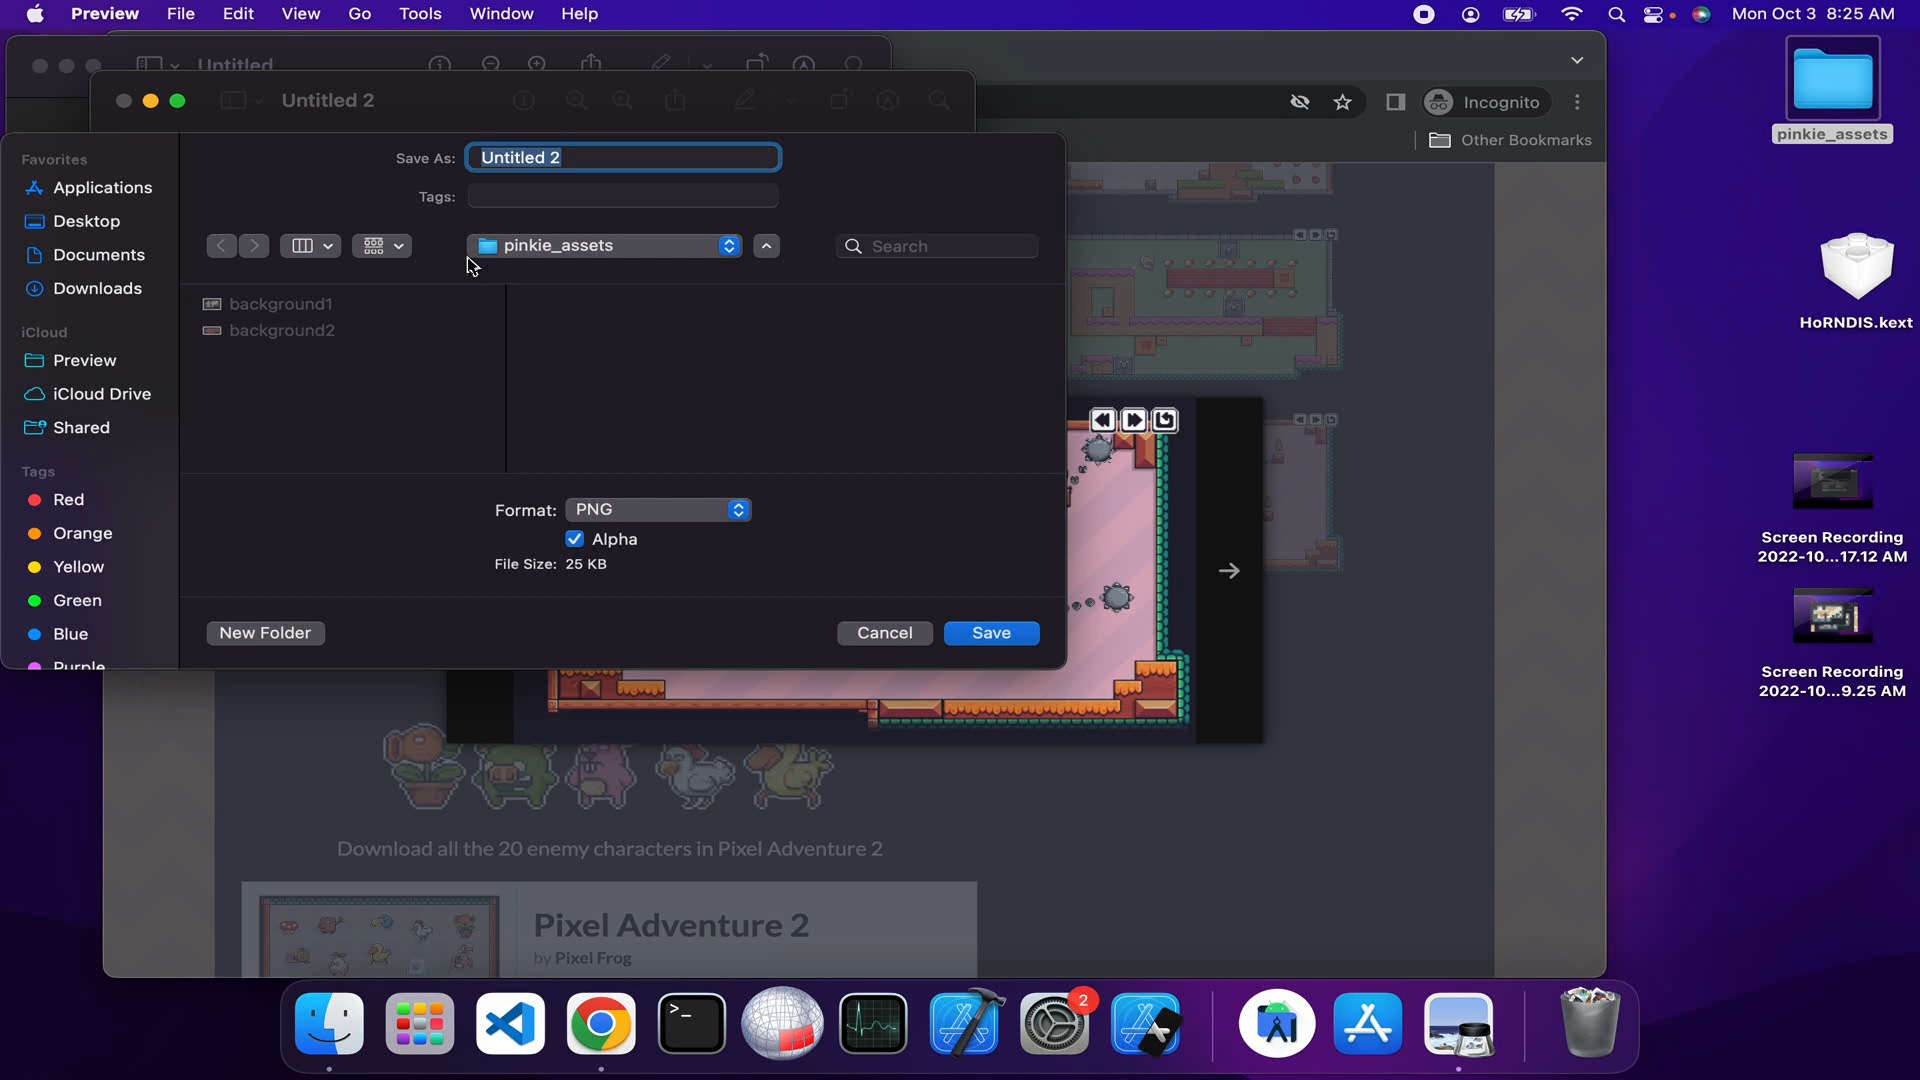 Preview File Edit View Go Tools Window Help
Mon Oct 3 8:25 AM
Untitled
Untitled 2
Incognito
Other Bookmarks
pinkie_assets
Favorites
Applications
Desktop
Documents
Downloads
iCloud
Preview
iCloud Drive
Shared
Tags
Red
Orange
Yellow
Green
Blue
Purple
Save As: Untitled 2
Tags:
pinkie_assets
Search
background1
background2
Format: PNG
Alpha
File Size: 25 KB
New Folder
Cancel
Save
HoRNDIS.kext
Screen Recording
2022-10...17.12 AM
Screen Recording
2022-10...9.25 AM
Download all the 20 enemy characters in Pixel Adventure 2
Pixel Adventure 2
by Pixel Frog
>_
2